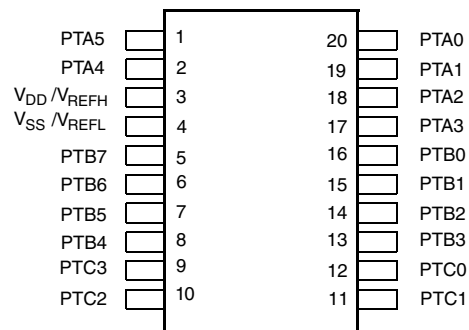 PTA5 1 20 PTA0
PTA4 2 19 PTA1
VDD /VREFH 3 18 PTA2
VSS /VREFL 4 17 PTA3
PTB7 5 16 PTB0
PTB6 6 15 PTB1
PTB5 7 14 PTB2
PTB4 8 13 PTB3
PTC3 9 12 PTC0
PTC2 10 11 PTC1